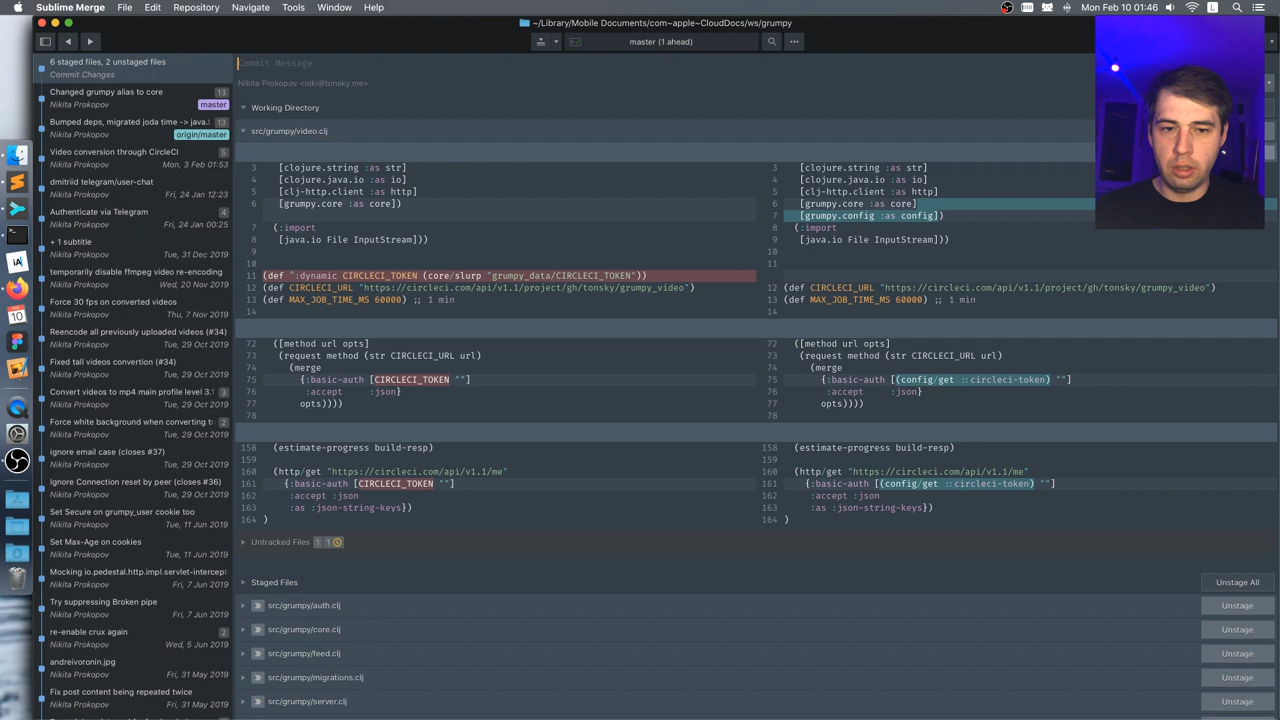 Sublime Merge File Edit Repository Navigate Tools Window Help Mon Feb 10 01:46
~/Library/Mobile Documents/com~apple~CloudDocs/ws/grumpy
master (1 ahead)
6 staged files, 2 unstaged files
Commit Changes
Changed grumpy alias to core 13
Nikita Prokopov master
Bumped deps, migrated joda time -> java.t 13
Nikita Prokopov origin/master
Video conversion through CircleCI 5
Nikita Prokopov Mon, 3 Feb 01:53
dmitriid telegram/user-chat
Nikita Prokopov Fri, 24 Jan 12:23
Authenticate via Telegram 4
Nikita Prokopov Fri, 24 Jan 00:25
+ 1 subtitle
Nikita Prokopov Tue, 31 Dec 2019
temporarily disable ffmpeg video re-encoding
Nikita Prokopov Wed, 20 Nov 2019
Force 30 fps on converted videos
Nikita Prokopov Thu, 7 Nov 2019
Reencode all previously uploaded videos (#34)
Nikita Prokopov Tue, 29 Oct 2019
Fixed tall videos convertion (#34)
Nikita Prokopov Tue, 29 Oct 2019
Convert videos to mp4 main profile level 3.1 3
Nikita Prokopov Tue, 29 Oct 2019
Force white background when converting tr 2
Nikita Prokopov Tue, 29 Oct 2019
ignore email case (closes #37)
Nikita Prokopov Tue, 29 Oct 2019
Ignore Connection reset by peer (closes #36)
Nikita Prokopov Tue, 29 Oct 2019
Set Secure on grumpy_user cookie too
Nikita Prokopov Tue, 11 Jun 2019
Set Max-Age on cookies
Nikita Prokopov Tue, 11 Jun 2019
Mocking io.pedestal.http.impl.servlet-intercept
Nikita Prokopov Fri, 7 Jun 2019
Try suppressing Broken pipe
Nikita Prokopov Fri, 7 Jun 2019
re-enable crux again 2
Nikita Prokopov Wed, 5 Jun 2019
andreivoronin.jpg
Nikita Prokopov Fri, 31 May 2019
Fix post content being repeated twice
Nikita Prokopov Fri, 31 May 2019
Commit Message
Nikita Prokopov <niki@tonsky.me>
Working Directory
src/grumpy/video.clj
3 [clojure.string :as str]
4 [clojure.java.io :as io]
5 [clj-http.client :as http]
6 [grumpy.core :as core])
7 (:import
8 [java.io File InputStream]))
9
10
11 (def ^:dynamic CIRCLECI_TOKEN (core/slurp "grumpy_data/CIRCLECI_TOKEN"))
12 (def CIRCLECI_URL "https://circleci.com/api/v1.1/project/gh/tonsky/grumpy_video")
13 (def MAX_JOB_TIME_MS 60000) ;; 1 min
14
72 ([method url opts]
73 (request method (str CIRCLECI_URL url)
74 (merge
75 {:basic-auth [CIRCLECI_TOKEN ""]
76 :accept :json}
77 opts))))
78
158 (estimate-progress build-resp)
159
160 (http/get "https://circleci.com/api/v1.1/me"
161 {:basic-auth [CIRCLECI_TOKEN ""]
162 :accept :json
163 :as :json-string-keys})
164 )
3 [clojure.string :as str]
4 [clojure.java.io :as io]
5 [clj-http.client :as http]
6 [grumpy.core :as core]
7 [grumpy.config :as config])
8 (:import
9 [java.io File InputStream]))
10
11
12 (def CIRCLECI_URL "https://circleci.com/api/v1.1/project/gh/tonsky/grumpy_video")
13 (def MAX_JOB_TIME_MS 60000) ;; 1 min
14
72 ([method url opts]
73 (request method (str CIRCLECI_URL url)
74 (merge
75 {:basic-auth [(config/get ::circleci-token) ""]
76 :accept :json}
77 opts))))
78
158 (estimate-progress build-resp)
159
160 (http/get "https://circleci.com/api/v1.1/me"
161 {:basic-auth [(config/get ::circleci-token) ""]
162 :accept :json
163 :as :json-string-keys})
164 )
Untracked Files 1 1
Staged Files Unstage All
src/grumpy/auth.clj Unstage
src/grumpy/core.clj Unstage
src/grumpy/feed.clj Unstage
src/grumpy/migrations.clj Unstage
src/grumpy/server.clj Unstage